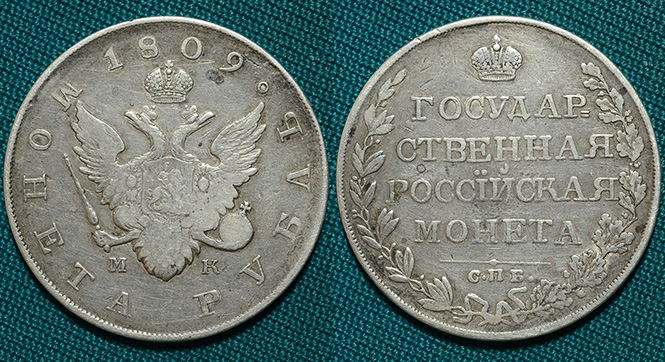 МОНЕТА РУБЛЬ. 1809.
М К
ГОСУДАР=
СТВЕННАЯ
РОССІЙСКАЯ
МОНЕТА
С.П.Б.